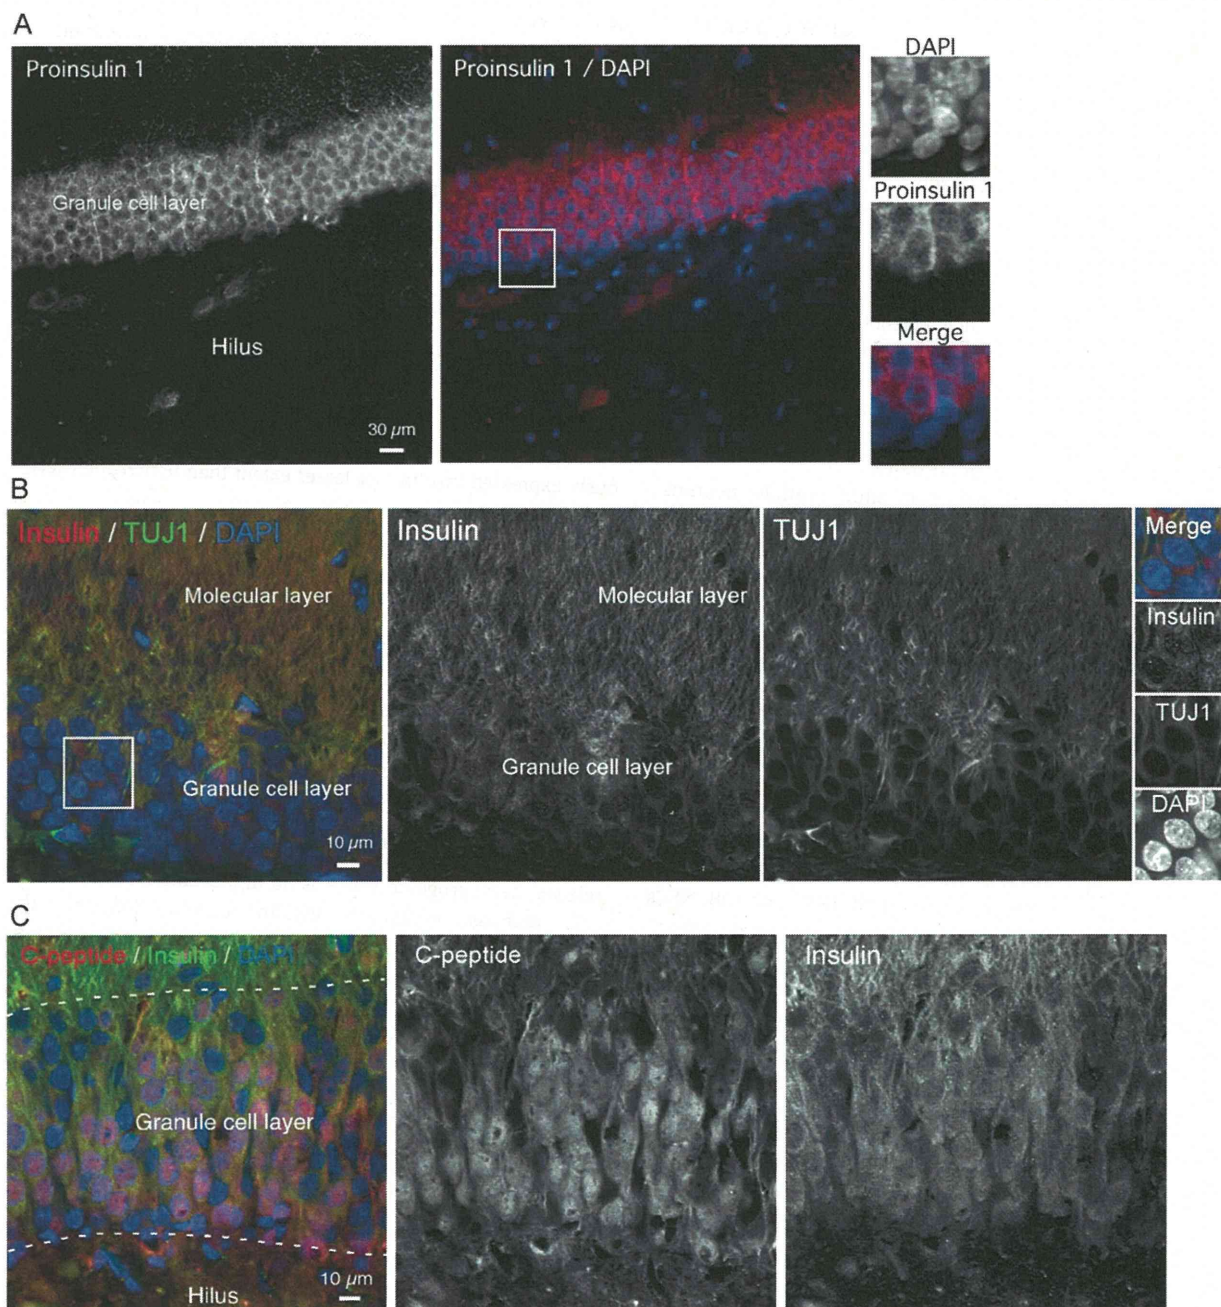 A
Proinsulin 1
Granule cell layer
Hilus
30 µm
Proinsulin 1 / DAPI
DAPI
Proinsulin 1
Merge
B
Insulin / TUJ1 / DAPI
Molecular layer
Granule cell layer
10 µm
Insulin
Molecular layer
Granule cell layer
TUJ1
Merge
Insulin
TUJ1
DAPI
C
C-peptide / Insulin / DAPI
Granule cell layer
Hilus
10 µm
C-peptide
Insulin